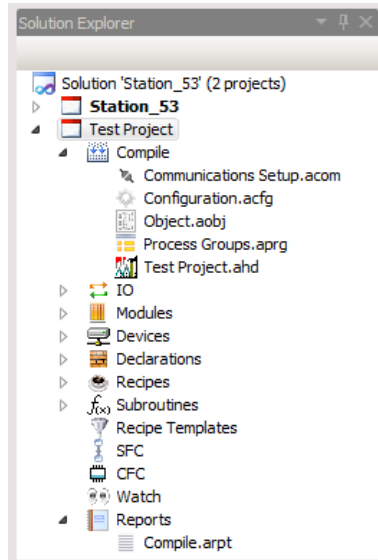 Solution Explorer
Solution 'Station_53' (2 projects)
Station_53
Test Project
Compile
Communications Setup.acom
Configuration.acfg
Object.aobj
Process Groups.aprg
Test Project.ahd
IO
Modules
Devices
Declarations
Recipes
f(x) Subroutines
Recipe Templates
SFC
CFC
Watch
Reports
Compile.arpt